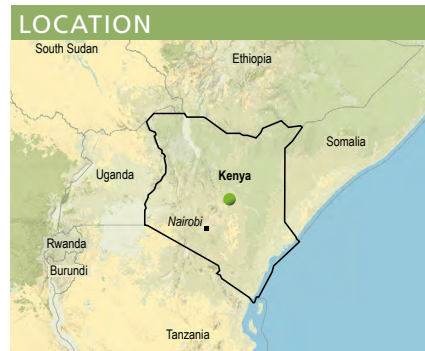 LOCATION
South Sudan
Ethiopia
Somalia
Uganda
Kenya
Nairobi
Rwanda
Burundi
Tanzania